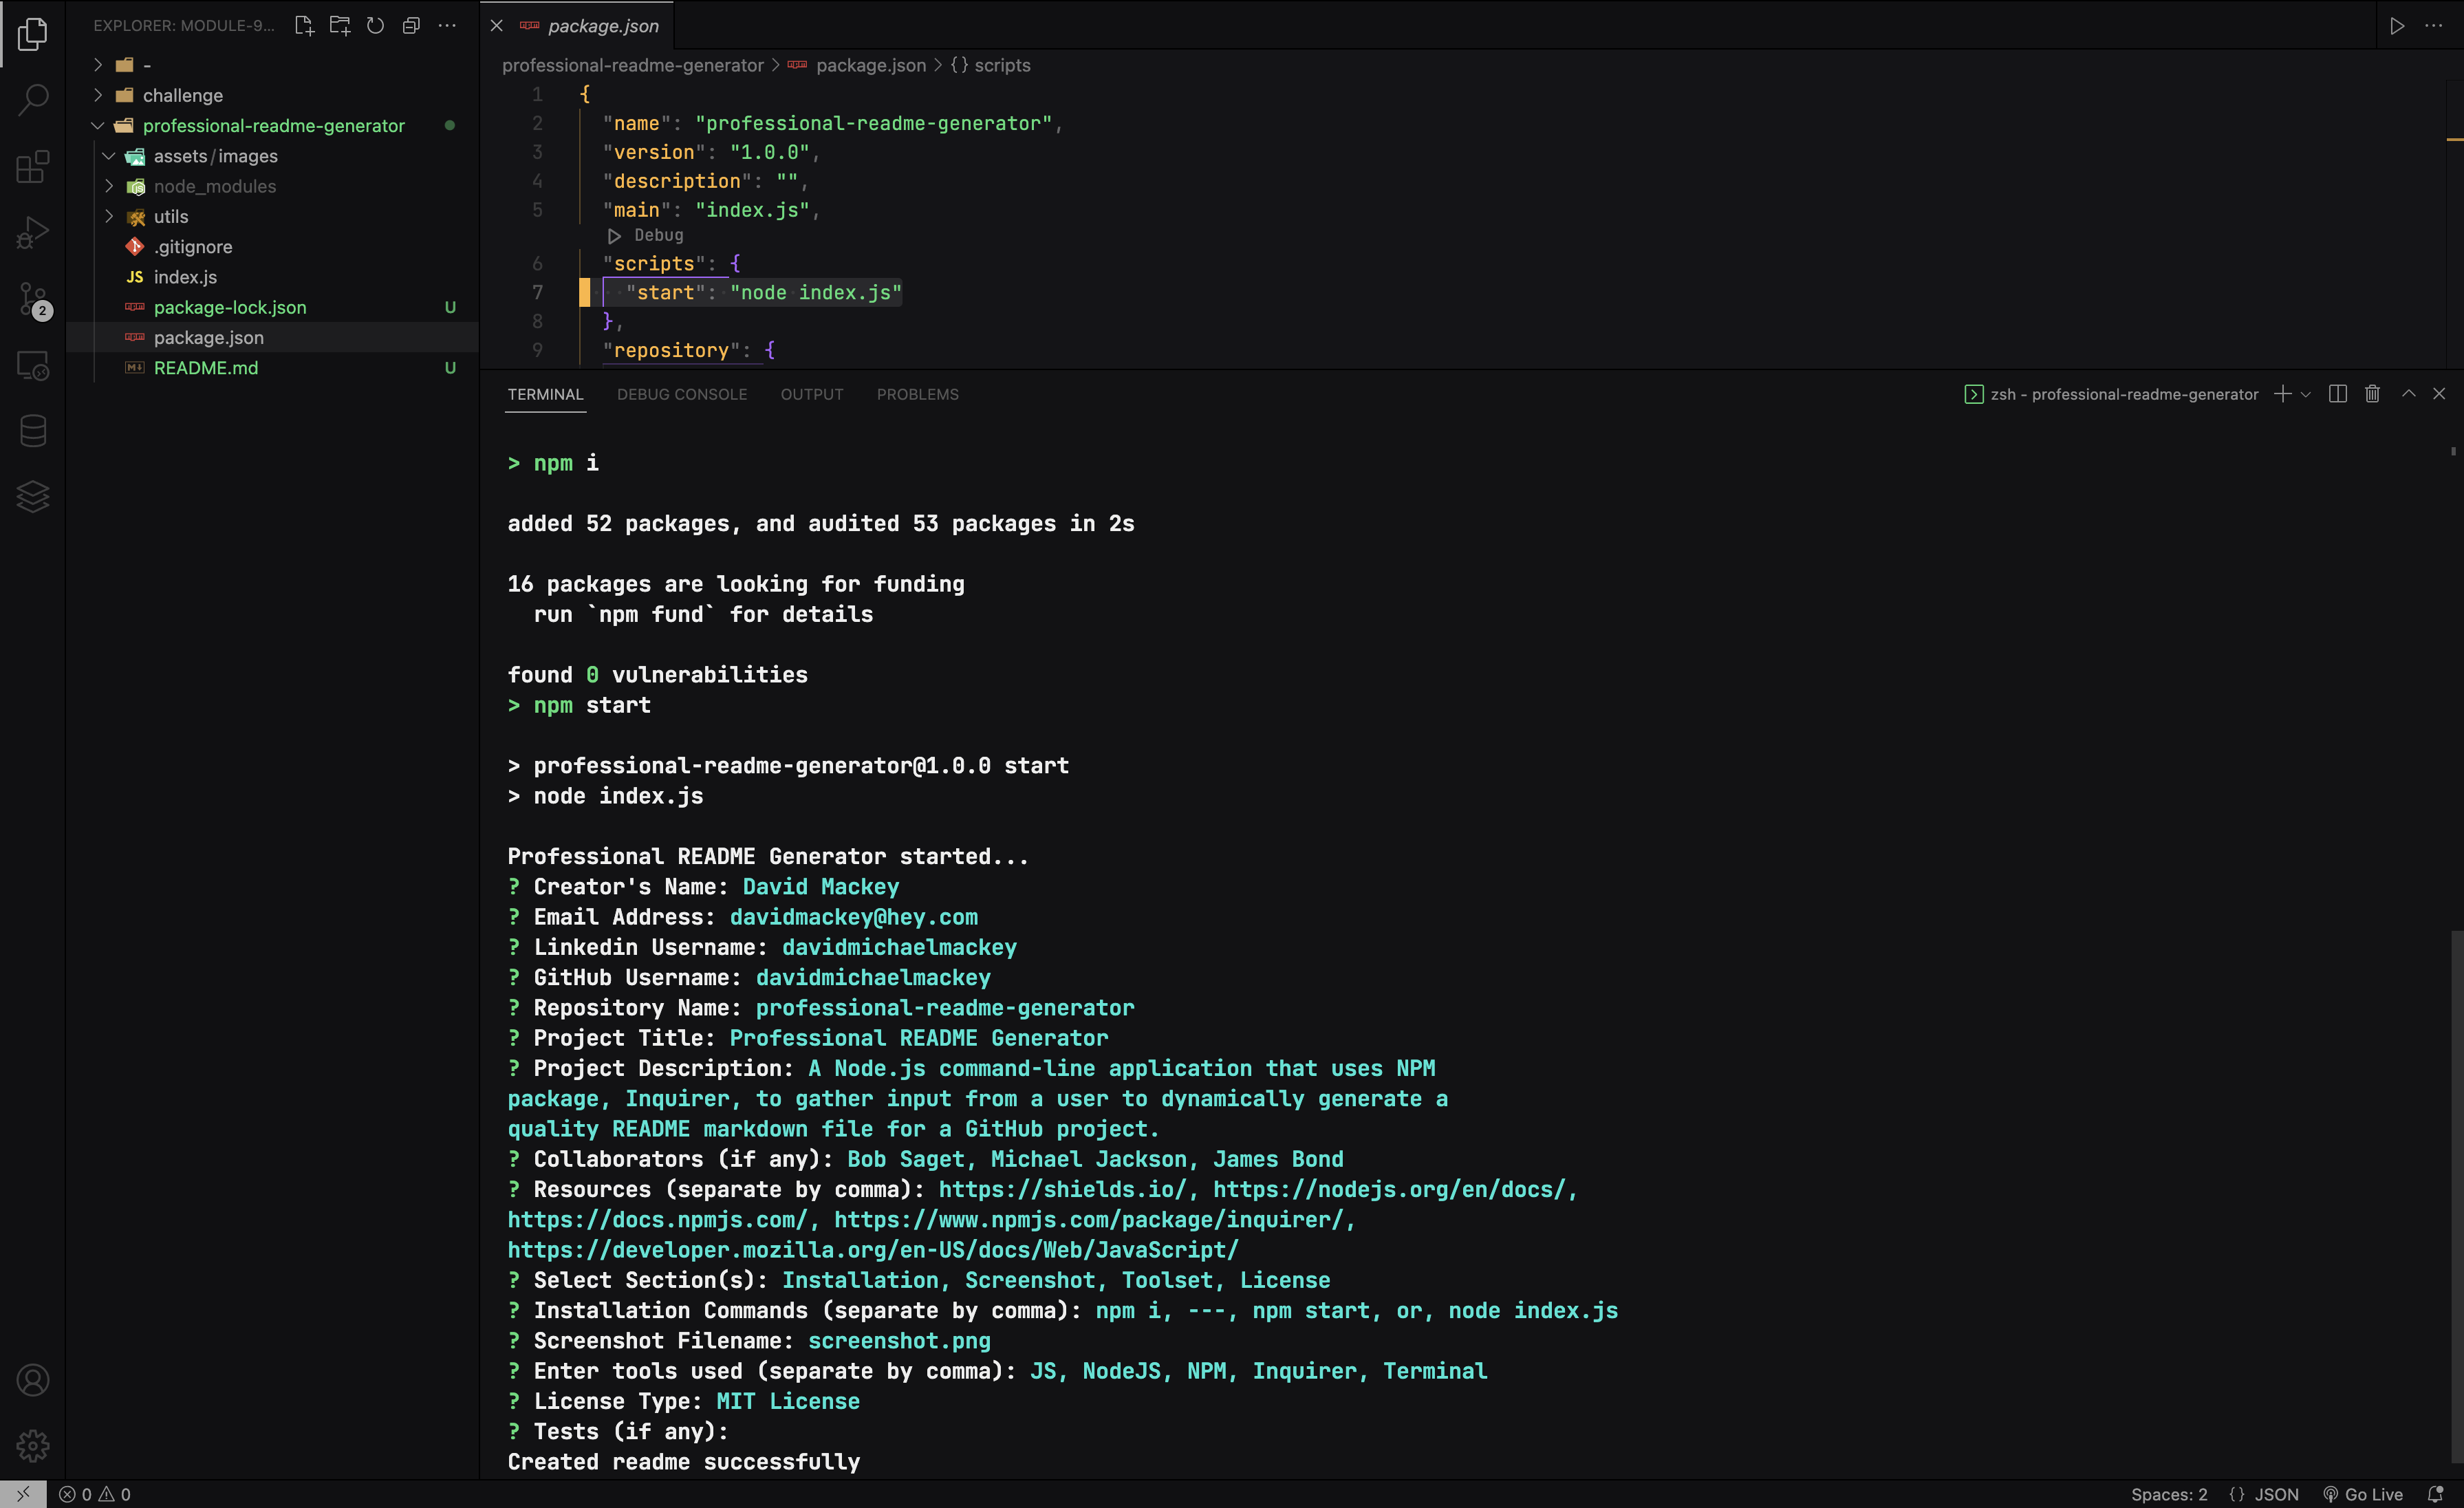 EXPLORER: MODULE-9...
-
challenge
professional-readme-generator
assets/images
node_modules
utils
.gitignore
JS index.js
package-lock.json U
package.json
README.md U
2
package.json
professional-readme-generator > package.json > {} scripts
1 {
2 "name": "professional-readme-generator",
3 "version": "1.0.0",
4 "description": "",
5 "main": "index.js",
Debug
6 "scripts": {
7 "start": "node index.js"
8 },
9 "repository": {
TERMINAL DEBUG CONSOLE OUTPUT PROBLEMS
zsh - professional-readme-generator
> npm i
added 52 packages, and audited 53 packages in 2s
16 packages are looking for funding
run `npm fund` for details
found 0 vulnerabilities
> npm start
> professional-readme-generator@1.0.0 start
> node index.js
Professional README Generator started...
? Creator's Name: David Mackey
? Email Address: davidmackey@hey.com
? Linkedin Username: davidmichaelmackey
? GitHub Username: davidmichaelmackey
? Repository Name: professional-readme-generator
? Project Title: Professional README Generator
? Project Description: A Node.js command-line application that uses NPM
package, Inquirer, to gather input from a user to dynamically generate a
quality README markdown file for a GitHub project.
? Collaborators (if any): Bob Saget, Michael Jackson, James Bond
? Resources (separate by comma): https://shields.io/, https://nodejs.org/en/docs/,
https://docs.npmjs.com/, https://www.npmjs.com/package/inquirer/,
https://developer.mozilla.org/en-US/docs/Web/JavaScript/
? Select Section(s): Installation, Screenshot, Toolset, License
? Installation Commands (separate by comma): npm i, ---, npm start, or, node index.js
? Screenshot Filename: screenshot.png
? Enter tools used (separate by comma): JS, NodeJS, NPM, Inquirer, Terminal
? License Type: MIT License
? Tests (if any):
Created readme successfully
0 0
Spaces: 2 {} JSON Go Live